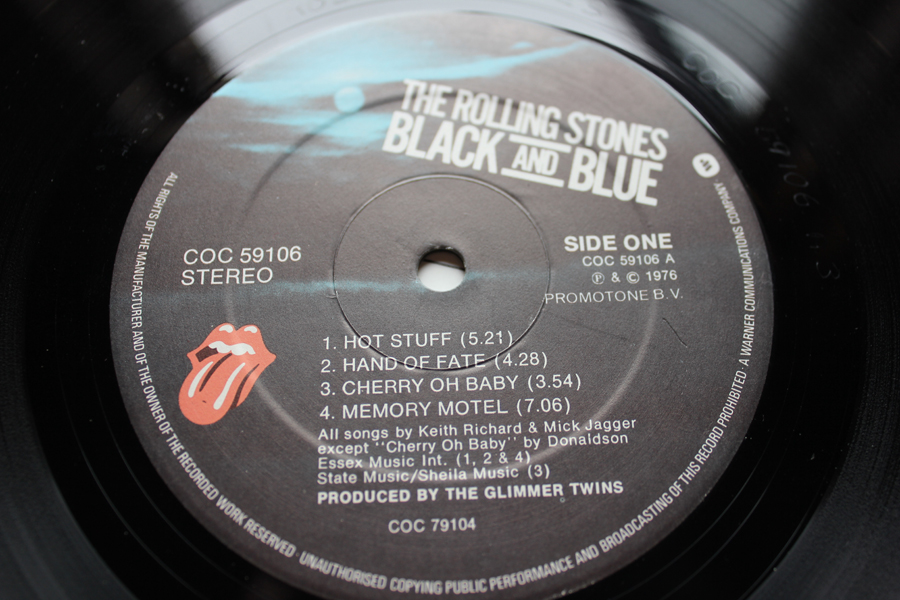 THE ROLLING STONES
BLACK AND BLUE
COC 59106
STEREO
SIDE ONE
COC 59106 A
Ⓟ & © 1976
PROMOTONE B.V.
1. HOT STUFF (5.21)
2. HAND OF FATE (4.28)
3. CHERRY OH BABY (3.54)
4. MEMORY MOTEL (7.06)
All songs by Keith Richard & Mick Jagger
except "Cherry Oh Baby" by Donaldson
Essex Music Int. (1, 2 & 4)
State Music/Sheila Music (3)
PRODUCED BY THE GLIMMER TWINS
COC 79104
ALL RIGHTS OF THE MANUFACTURER AND OF THE OWNER OF THE RECORDED WORK RESERVED · UNAUTHORISED COPYING PUBLIC PERFORMANCE AND BROADCASTING OF THIS RECORD PROHIBITED · A WARNER COMMUNICATIONS COMPANY